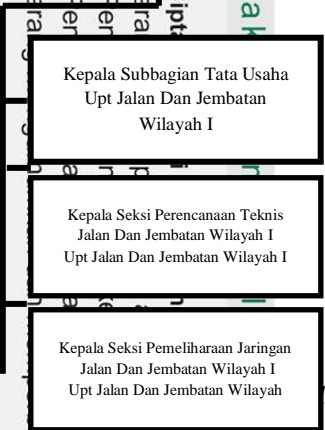 Kepala Subbagian Tata Usaha
Upt Jalan Dan Jembatan
Wilayah I
Kepala Seksi Perencanaan Teknis
Jalan Dan Jembatan Wilayah I
Upt Jalan Dan Jembatan Wilayah I
Kepala Seksi Pemeliharaan Jaringan
Jalan Dan Jembatan Wilayah I
Upt Jalan Dan Jembatan Wilayah